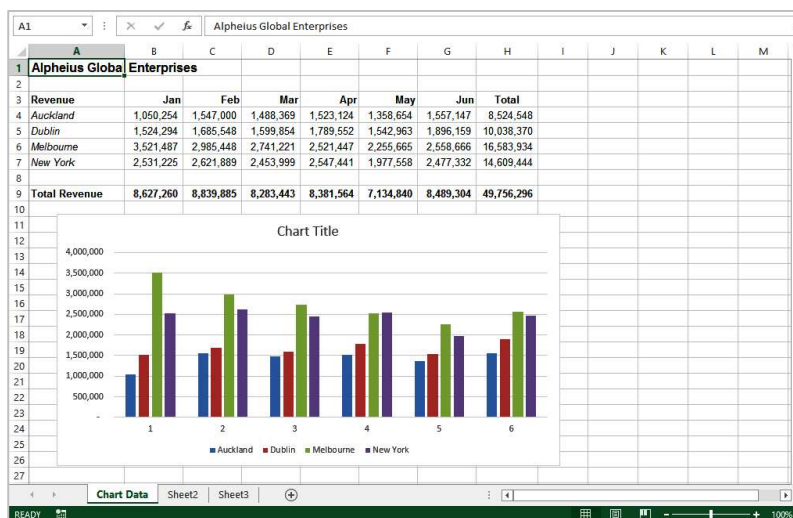 A1 fx Alpheius Global Enterprises
A B C D E F G H I J K L M
1 Alpheius Global Enterprises
2
3 Revenue Jan Feb Mar Apr May Jun Total
4 Auckland 1,050,254 1,547,000 1,488,369 1,523,124 1,358,654 1,557,147 8,524,548
5 Dublin 1,524,294 1,685,548 1,599,854 1,789,552 1,542,963 1,896,159 10,038,370
6 Melbourne 3,521,487 2,985,448 2,741,221 2,521,447 2,255,665 2,558,666 16,583,934
7 New York 2,531,225 2,621,889 2,453,999 2,547,441 1,977,558 2,477,332 14,609,444
8
9 Total Revenue 8,627,260 8,839,885 8,283,443 8,381,564 7,134,840 8,489,304 49,756,296
10
11
12
13
14
15
16
17
18
19
20
21
22
23
24
25
26
27
Chart Title
4,000,000
3,500,000
3,000,000
2,500,000
2,000,000
1,500,000
1,000,000
500,000
-
1 2 3 4 5 6
Auckland Dublin Melbourne New York
Chart Data Sheet2 Sheet3
READY 100%